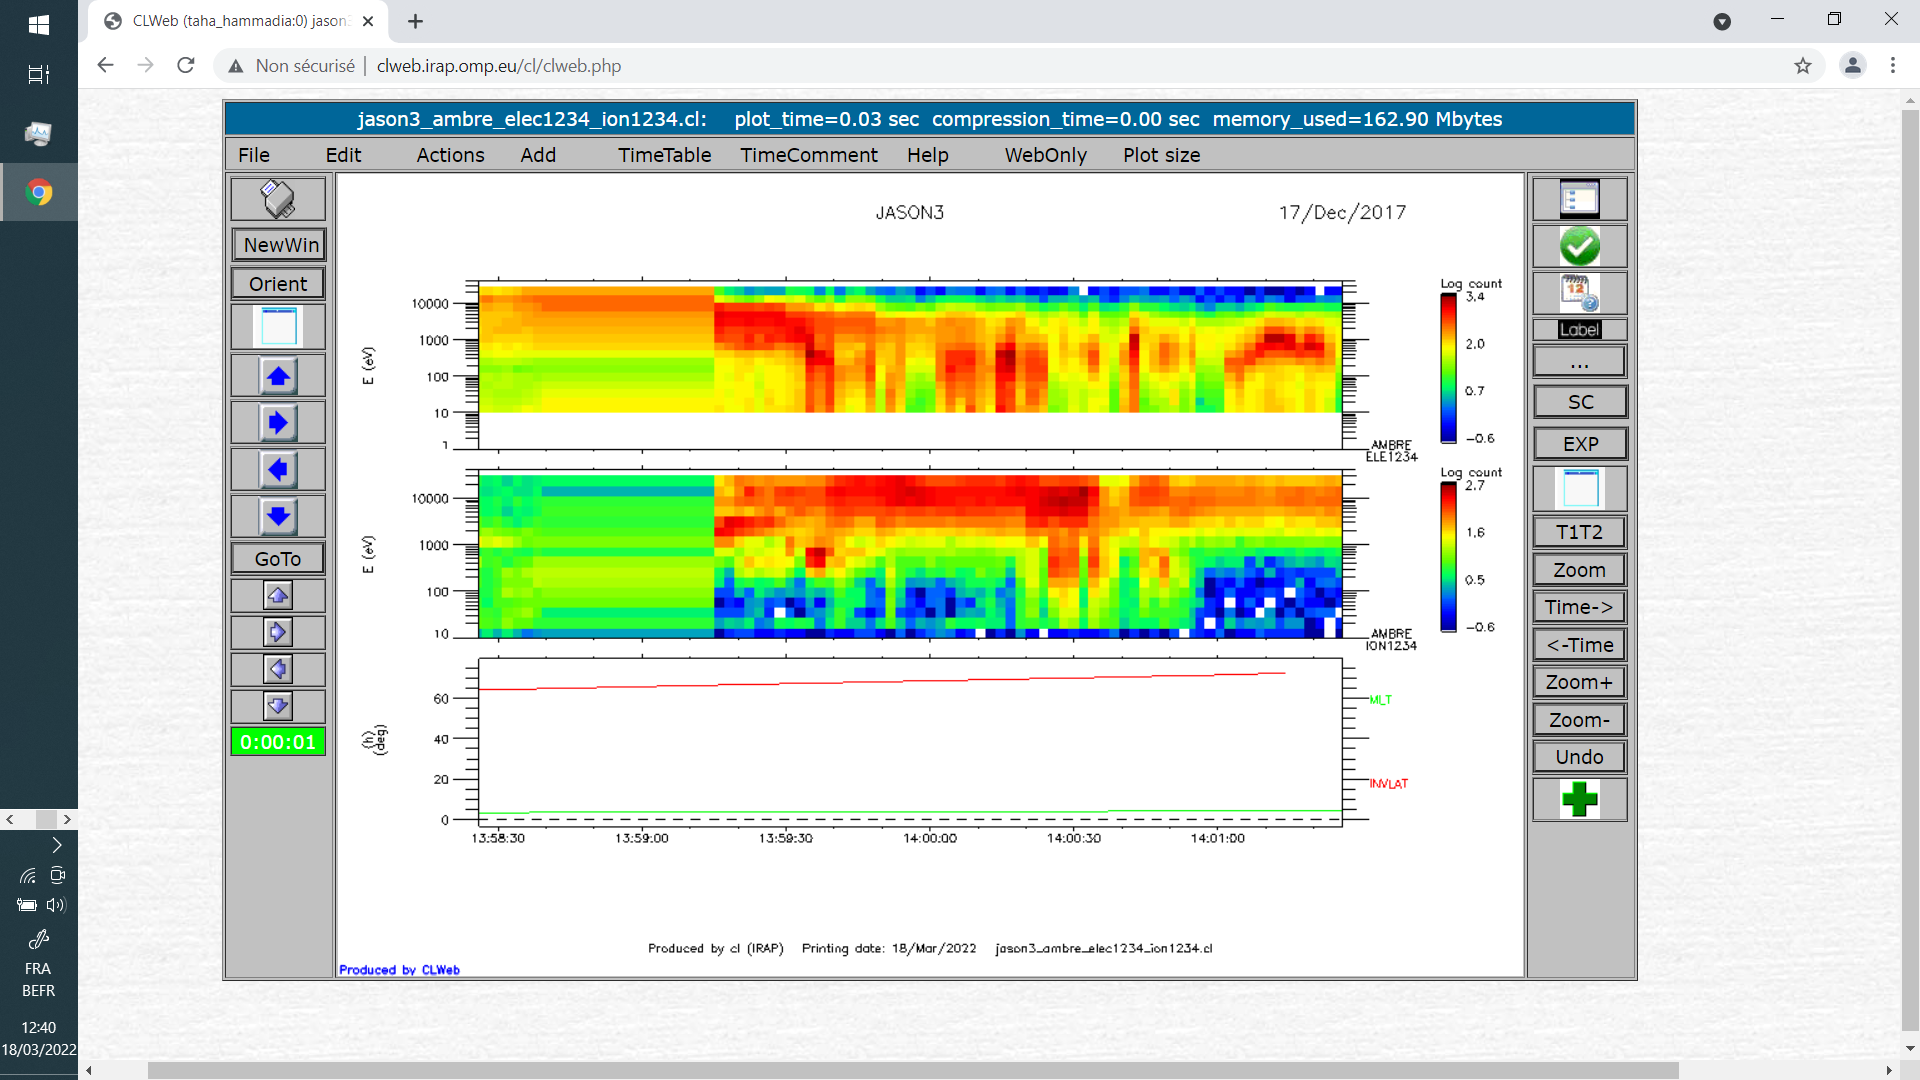 CLWeb (taha_hammadia:0) jason3
Non sécurisé | clweb.irap.omp.eu/cl/clweb.php
jason3_ambre_elec1234_ion1234.cl: plot_time=0.03 sec compression_time=0.00 sec memory_used=162.90 Mbytes
File Edit Actions Add TimeTable TimeComment Help WebOnly Plot size
NewWin
Orient
GoTo
0:00:01
JASON3 17/Dec/2017
10000
1000
100
10
1
E (eV)
Log count
3.4
2.0
0.7
-0.6
AMBRE
ELE1234
10000
1000
100
10
E (eV)
Log count
2.7
1.6
0.5
-0.6
AMBRE
ION1234
60
40
20
0
(h)
(deg)
MLT
INVLAT
13:58:30 13:59:00 13:59:30 14:00:00 14:00:30 14:01:00
Produced by cl (IRAP) Printing date: 18/Mar/2022 jason3_ambre_elec1234_ion1234.cl
Produced by CLWeb
12
Label
...
SC
EXP
T1T2
Zoom
Time->
<-Time
Zoom+
Zoom-
Undo
FRA
BEFR
12:40
18/03/2022